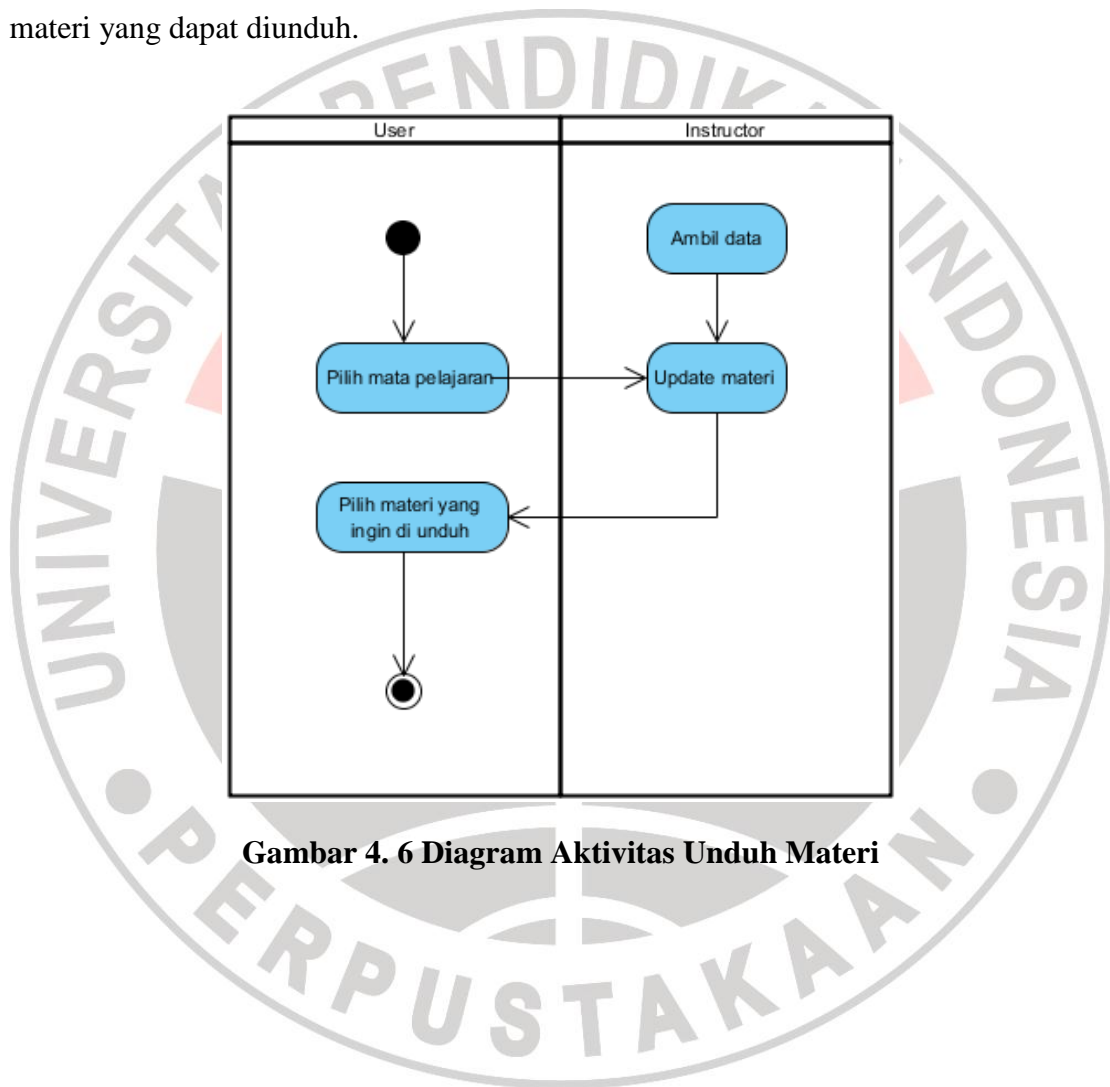 materi yang dapat diunduh.
UNIVERSITAS PENDIDIKAN INDONESIA
User
Instructor
Ambil data
Pilih mata pelajaran
Update materi
Pilih materi yang
ingin di unduh
Gambar 4. 6 Diagram Aktivitas Unduh Materi
PERPUSTAKAAN